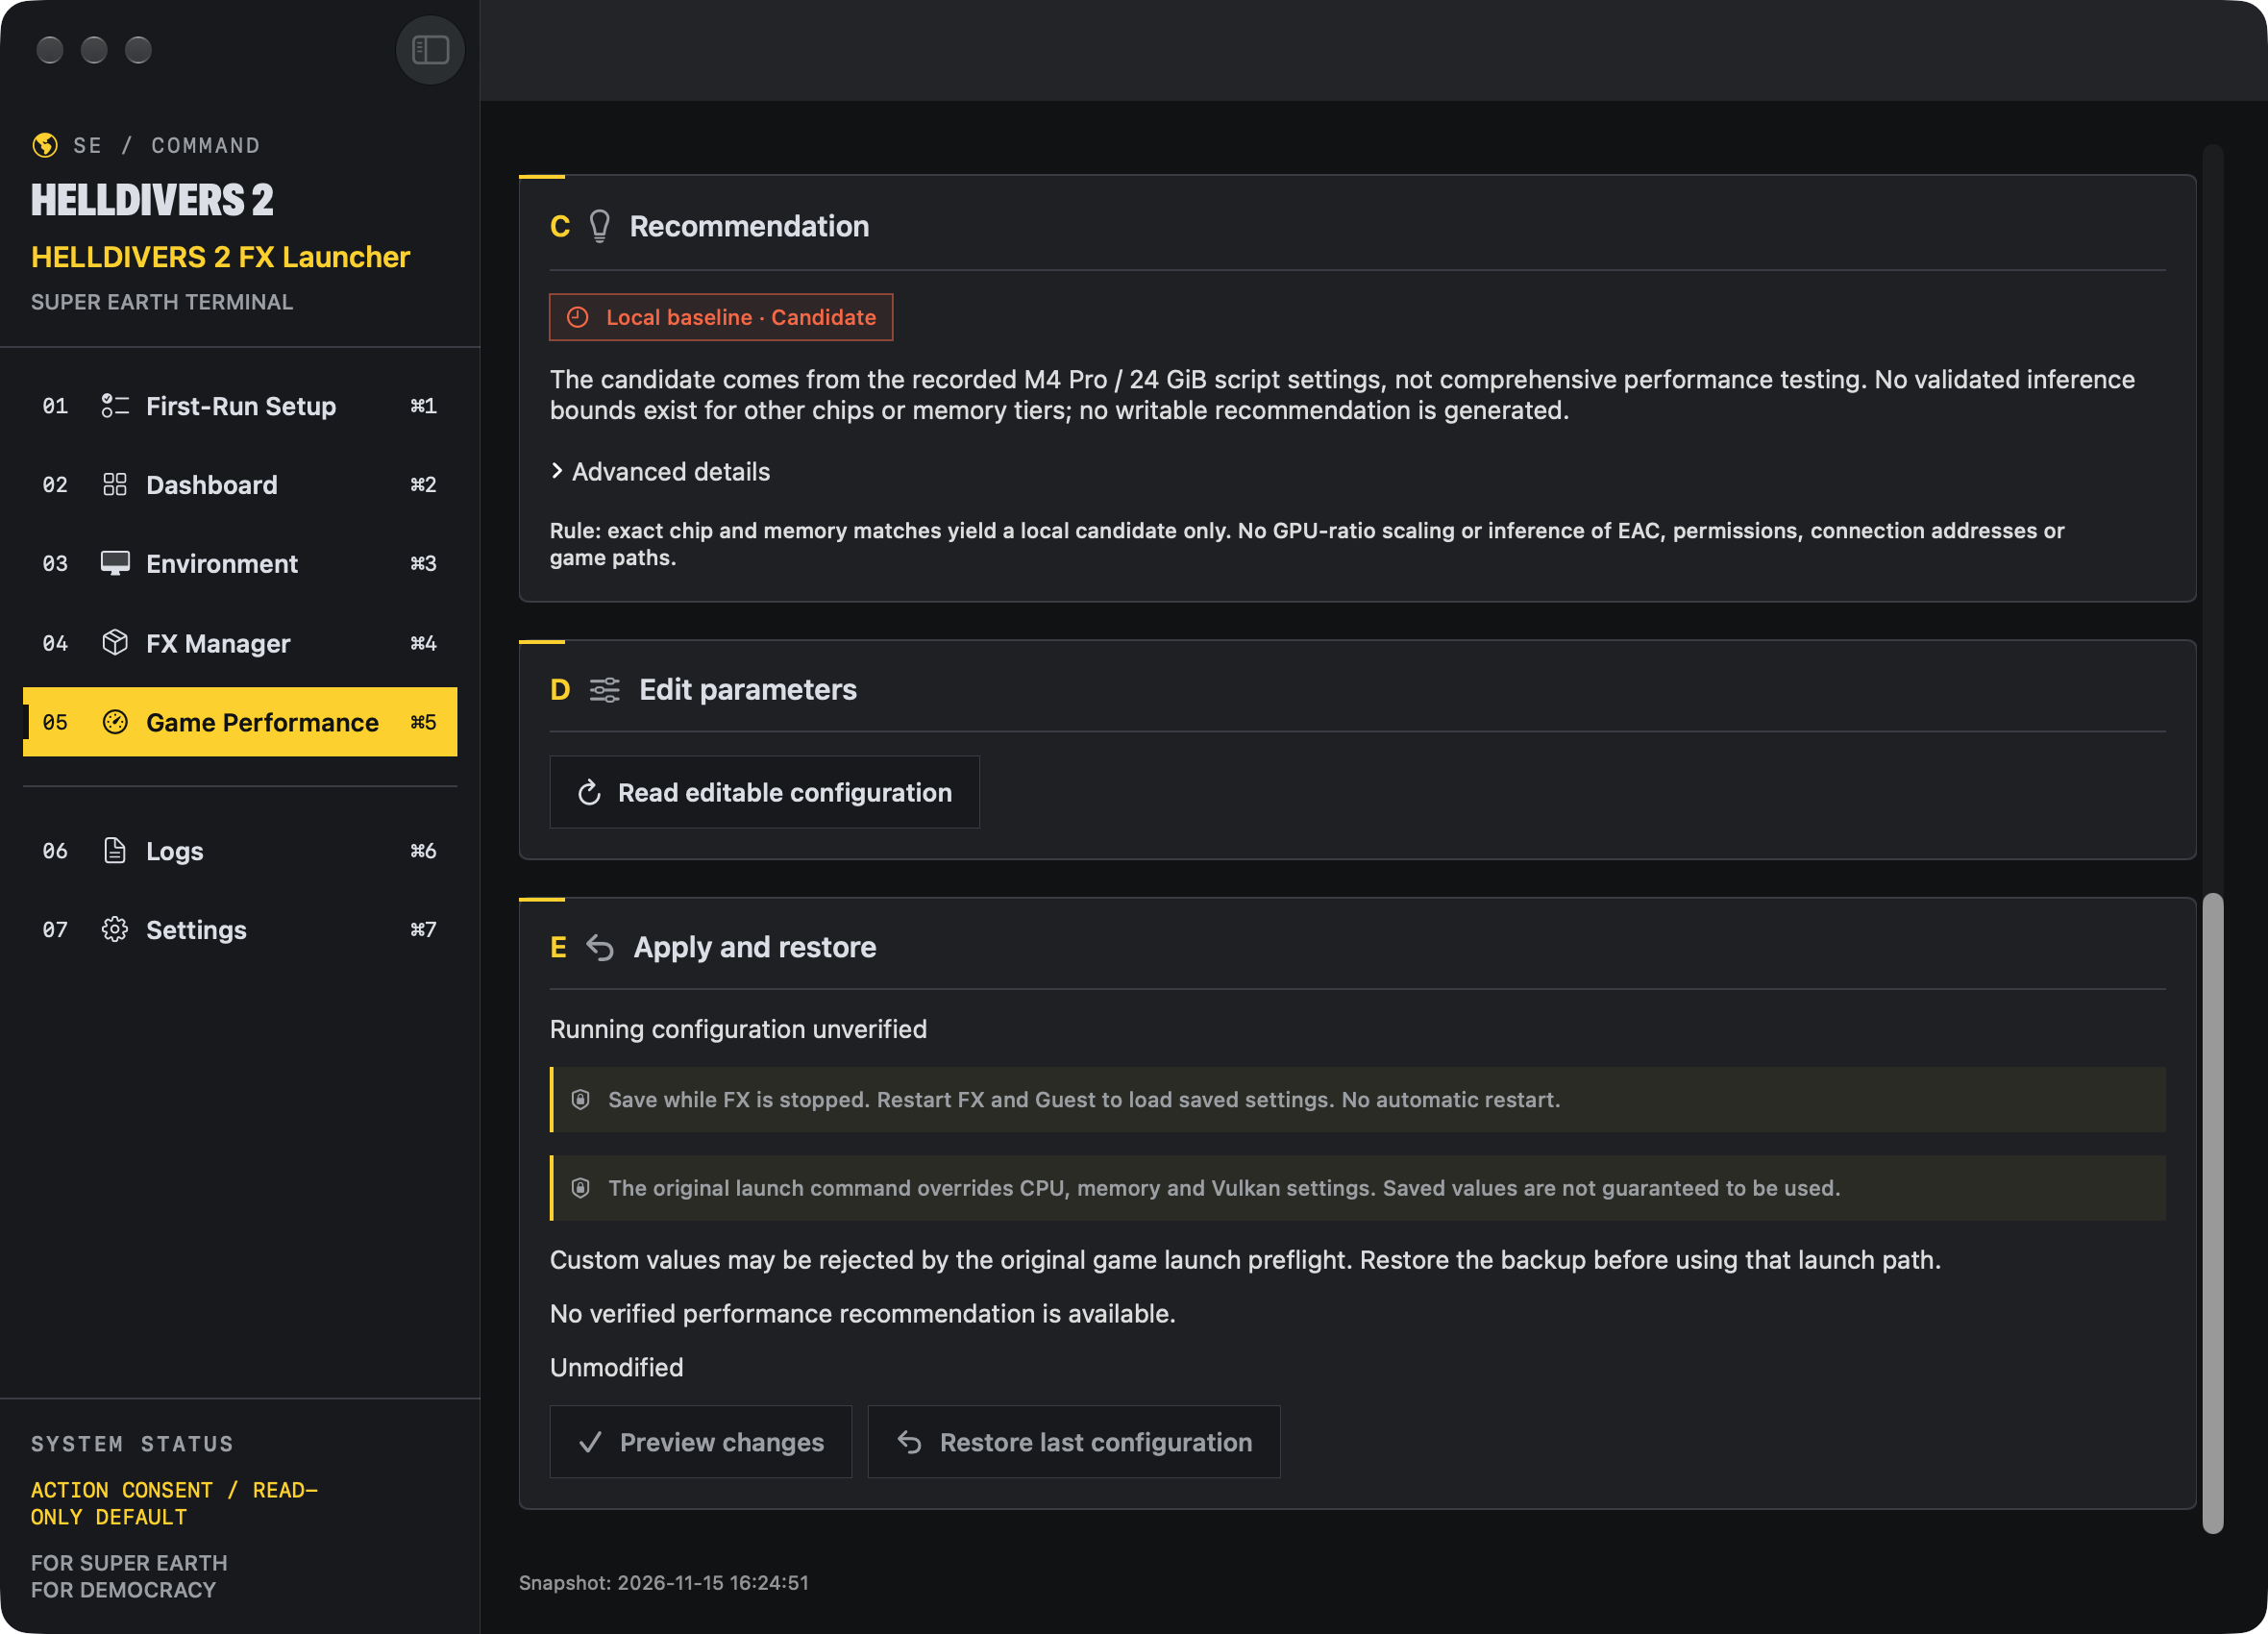 SE / COMMAND
HELLDIVERS 2
HELLDIVERS 2 FX Launcher
SUPER EARTH TERMINAL
01 First-Run Setup ⌘1
02 Dashboard ⌘2
03 Environment ⌘3
04 FX Manager ⌘4
05 Game Performance ⌘5
06 Logs ⌘6
07 Settings ⌘7
SYSTEM STATUS
ACTION CONSENT / READ-
ONLY DEFAULT
FOR SUPER EARTH
FOR DEMOCRACY
C Recommendation
Local baseline · Candidate
The candidate comes from the recorded M4 Pro / 24 GiB script settings, not comprehensive performance testing. No validated inference
bounds exist for other chips or memory tiers; no writable recommendation is generated.
Advanced details
Rule: exact chip and memory matches yield a local candidate only. No GPU-ratio scaling or inference of EAC, permissions, connection addresses or
game paths.
D Edit parameters
Read editable configuration
E Apply and restore
Running configuration unverified
Save while FX is stopped. Restart FX and Guest to load saved settings. No automatic restart.
The original launch command overrides CPU, memory and Vulkan settings. Saved values are not guaranteed to be used.
Custom values may be rejected by the original game launch preflight. Restore the backup before using that launch path.
No verified performance recommendation is available.
Unmodified
Preview changes
Restore last configuration
Snapshot: 2026-11-15 16:24:51